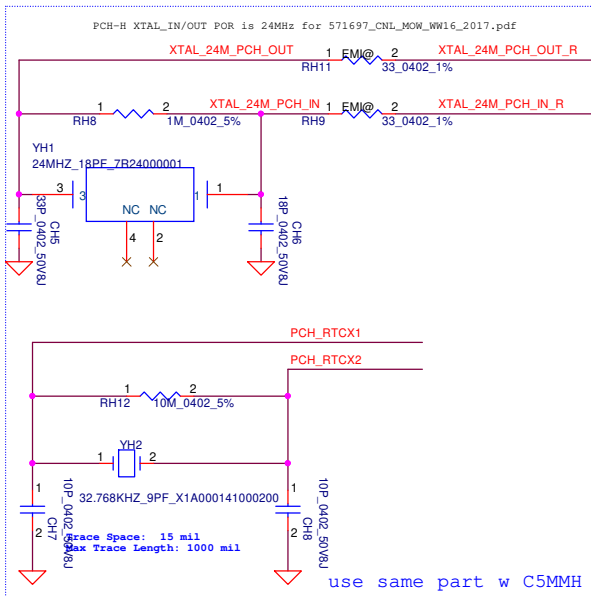 PCH-H XTAL_IN/OUT POR is 24MHz for 571697_CNL_MOW_WW16_2017.pdf
XTAL_24M_PCH_OUT
1
EMI@
2
XTAL_24M_PCH_OUT_R
RH11
33_0402_1%
1
2
XTAL_24M_PCH_IN
1
EMI@
2
XTAL_24M_PCH_IN_R
RH8
1M_0402_5%
RH9
33_0402_1%
YH1
24MHZ_18PF_7R24000001
3
3
1
1
NC
NC
4
2
33P_0402_50V8J
CH5
18P_0402_50V8J
CH6
PCH_RTCX1
PCH_RTCX2
1
2
RH12
10M_0402_5%
1
YH2
2
32.768KHZ_9PF_X1A000141000200
1
2
10P_0402_50V8J
CH7
1
2
10P_0402_50V8J
CH8
Trace Space: 15 mil
Max Trace Length: 1000 mil
use same part w C5MMH